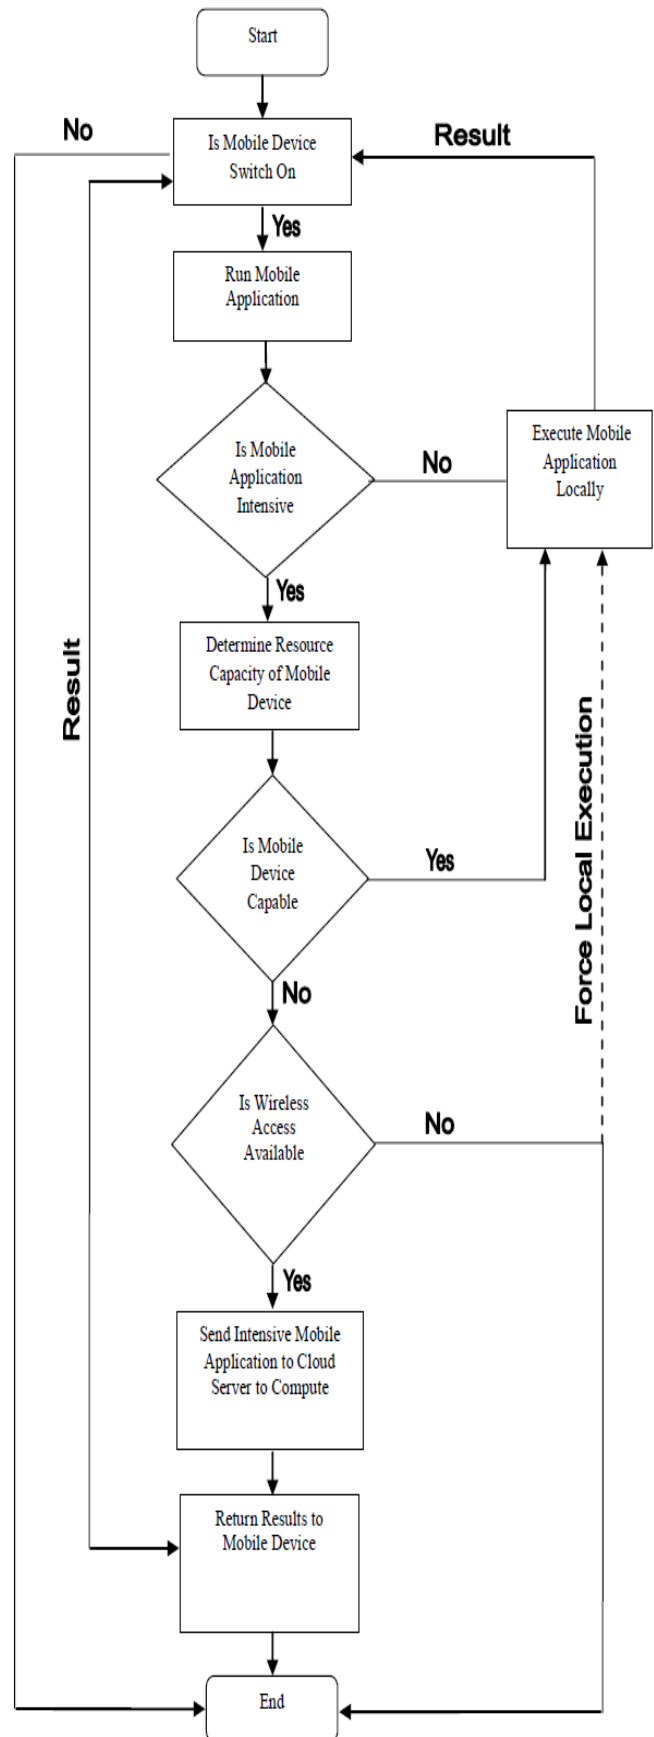 Start
No
Result
Is Mobile Device
Switch On
Yes
Run Mobile
Application
Is Mobile
Application
Intensive
No
Execute Mobile
Application
Locally
Yes
Determine Resource
Capacity of Mobile
Device
Result
Is Mobile
Device
Capable
Yes
Force Local Execution
No
Is Wireless
Access
Available
No
Yes
Send Intensive Mobile
Application to Cloud
Server to Compute
Return Results to
Mobile Device
End